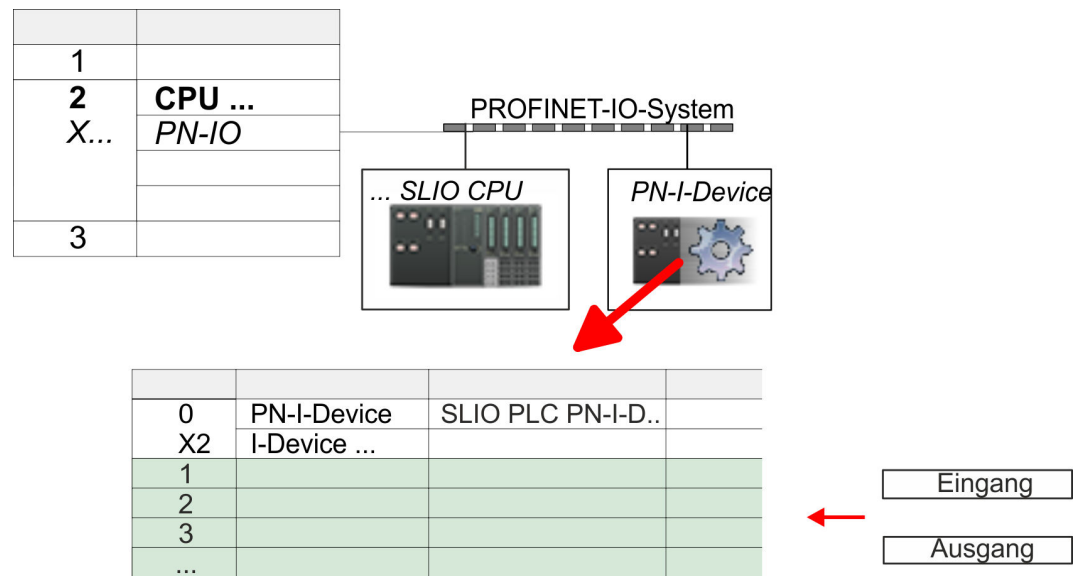 1
2 CPU ...
X... PN-IO
3
PROFINET-IO-System
... SLIO CPU
PN-I-Device
0 PN-I-Device SLIO PLC PN-I-D..
X2 I-Device ...
1
2
3
...
Eingang
Ausgang